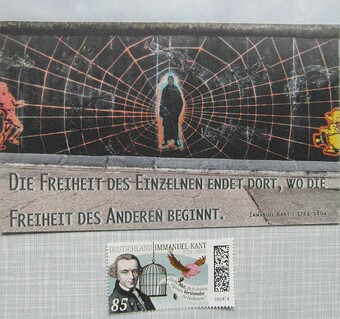 DIE FREIHEIT DES EINZELNEN ENDET DORT, WO DIE
FREIHEIT DES ANDEREN BEGINNT.
IMMANUEL KANT | 1724-1804
DEUTSCHLAND IMMANUEL KANT
85